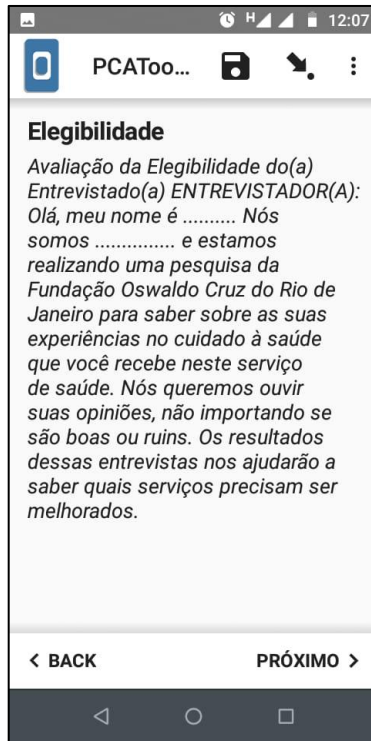 H 12:07
PCAToo...
Elegibilidade
Avaliação da Elegibilidade do(a)
Entrevistado(a) ENTREVISTADOR(A):
Olá, meu nome é .......... Nós
somos ............... e estamos
realizando uma pesquisa da
Fundação Oswaldo Cruz do Rio de
Janeiro para saber sobre as suas
experiências no cuidado à saúde
que você recebe neste serviço
de saúde. Nós queremos ouvir
suas opiniões, não importando se
são boas ou ruins. Os resultados
dessas entrevistas nos ajudarão a
saber quais serviços precisam ser
melhorados.
< BACK PRÓXIMO >